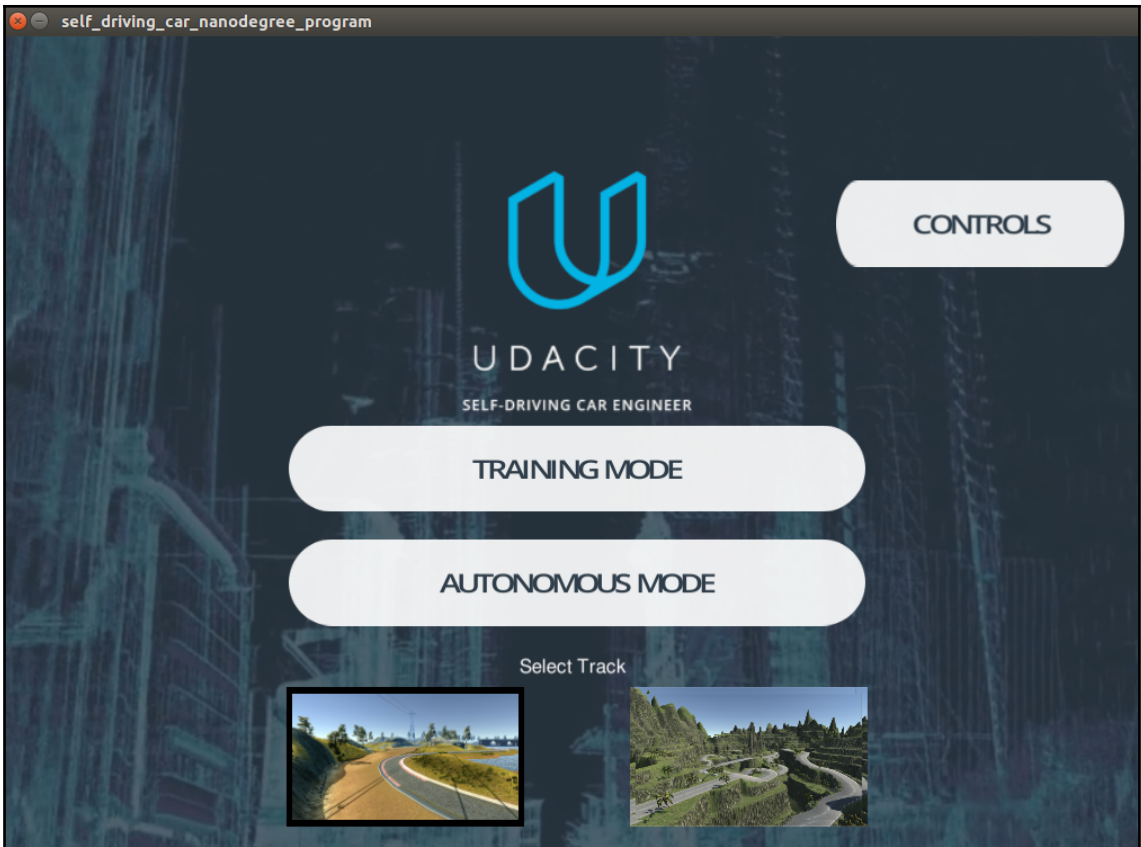 self_driving_car_nanodegree_program
CONTROLS
UDACITY
SELF-DRIVING CAR ENGINEER
TRAINING MODE
AUTONOMOUS MODE
Select Track